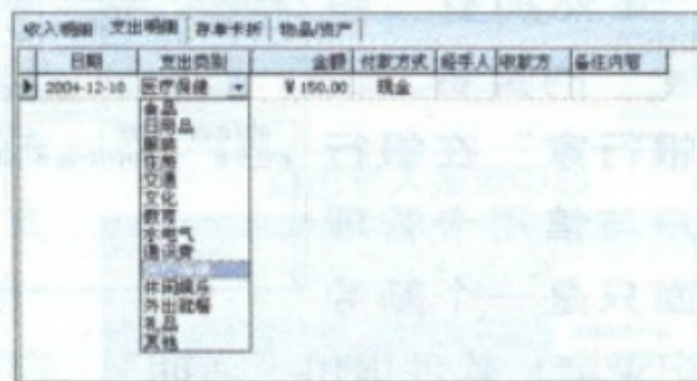 收入明细 支出明细 存单卡折 物品/资产
日期 支出类别 金额 付款方式 经手人 收款方 备注内容
2004-12-10 医疗保健 ￥150.00 现金
食品
日用品
服装
住房
交通
文化
教育
水电气
通讯费
休闲娱乐
外出就餐
礼品
其他